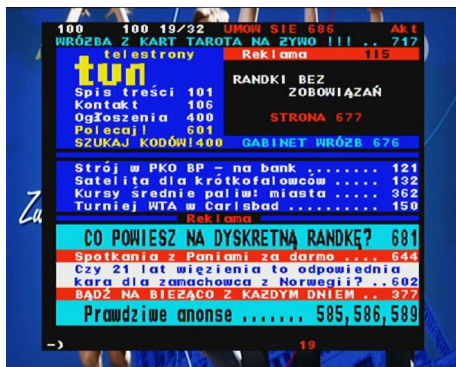 100 100 19/32 UMOW SIE 686 Akt
WRÓŻBA Z KART TAROTA NA ŻYWO !!! .. 717
telestrony
Reklama 115
tvn
RANDKI BEZ
ZOBOWIĄZAŃ
Spis treści 101
Kontakt 106
Ogłoszenia 400
STRONA 677
Polecaj! 601
SZUKAJ KODÓW!400
GABINET WRÓŻB 676
Strój w PKO BP – na bank ........ 121
Satelita dla krótkofalowców ..... 132
Kursy średnie paliw: miasta ..... 362
Turniej WTA w Carlsbad .......... 150
Reklama
CO POWIESZ NA DYSKRETNĄ RANDKĘ? 681
Spotkania z Paniami za darmo .... 644
Czy 21 lat więzienia to odpowiednia
kara dla zamachowca z Norwegii? ..602
BĄDŹ NA BIEŻĄCO Z KAŻDYM DNIEM .. 377
Prawdziwe anonse ....... 585,586,589
–) 19
Zu